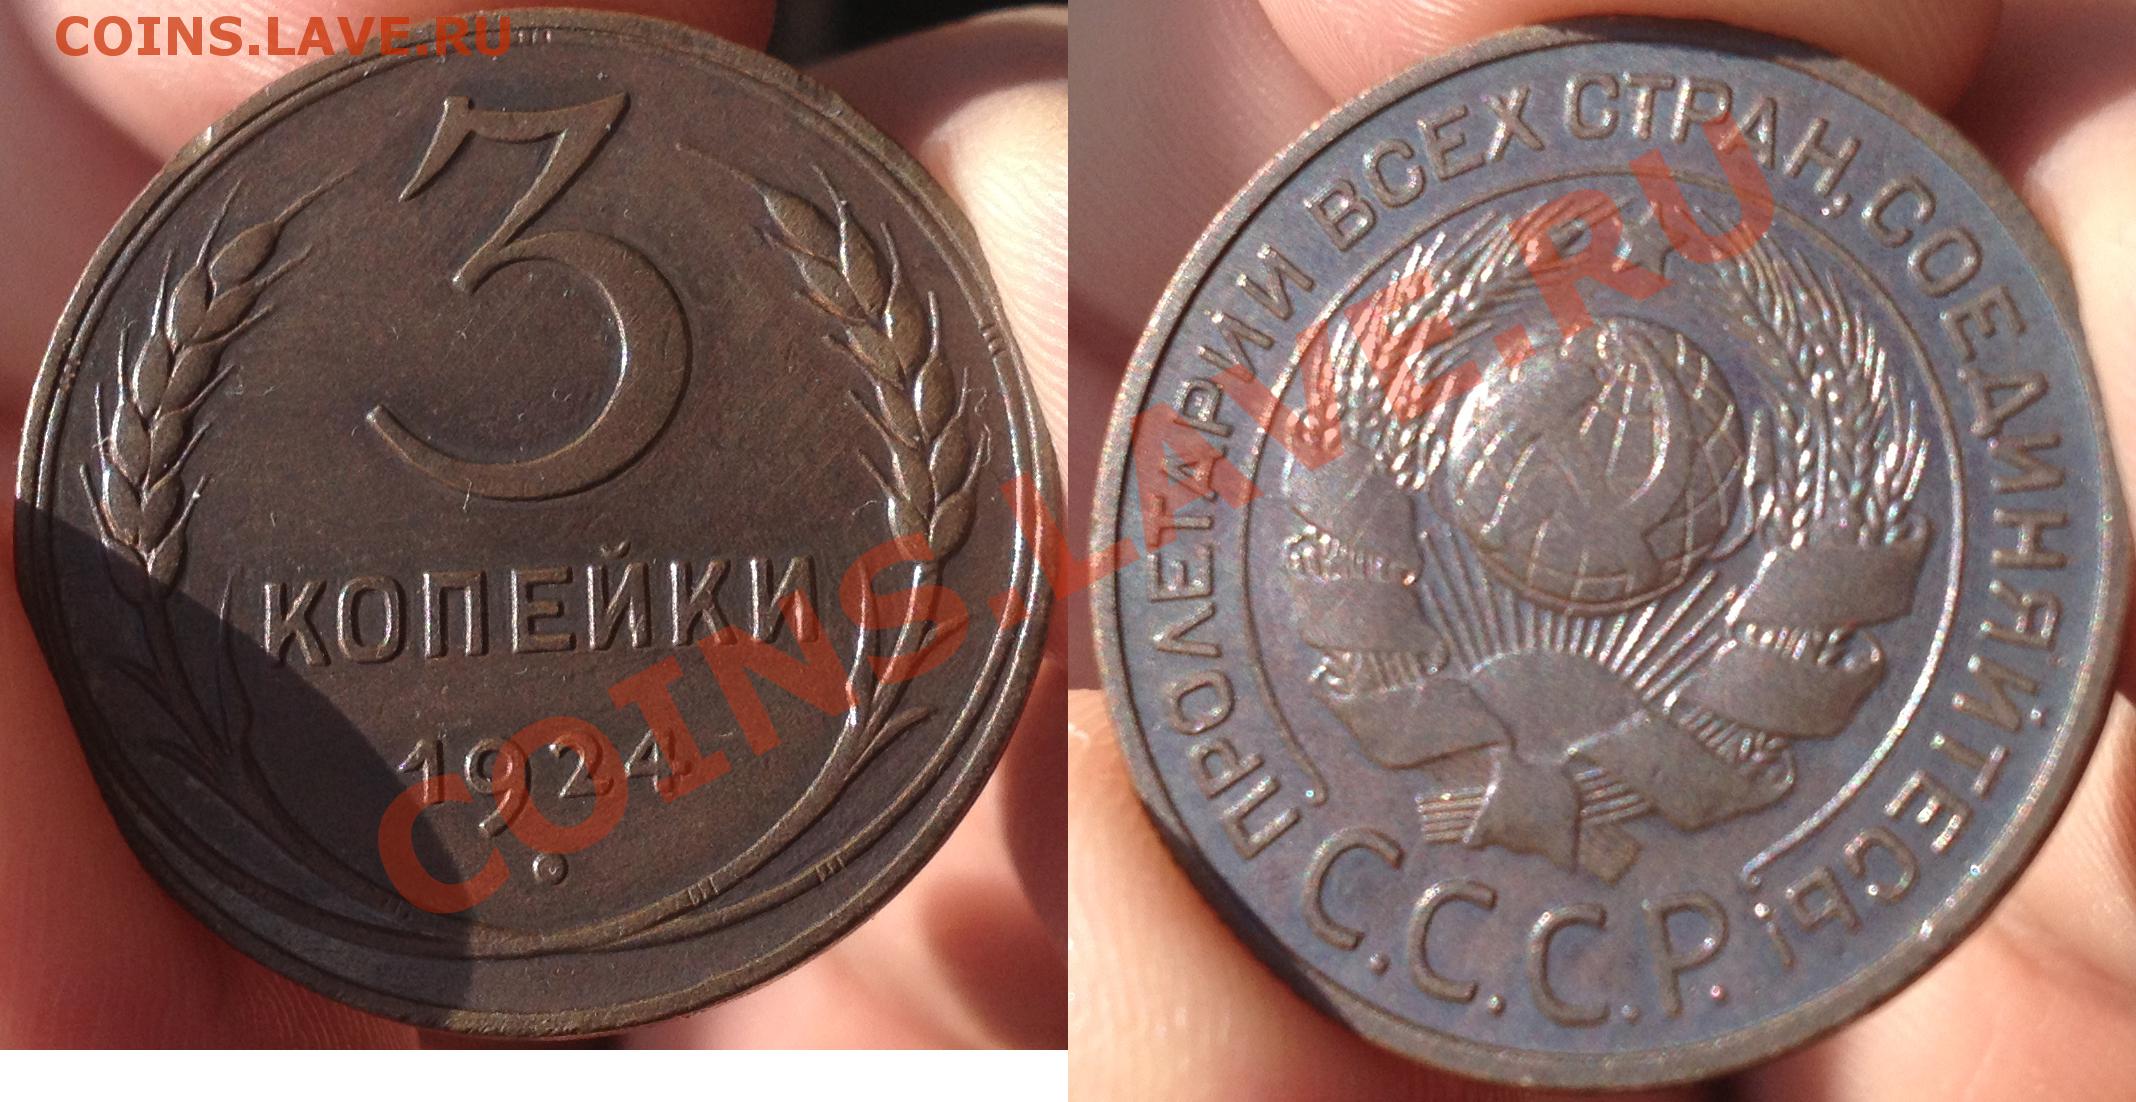 COINS.LAVE.RU
3
КОПЕЙКИ
1924
COINS.LAVE.RU
ПРОЛЕТАРИИ ВСЕХ СТРАН, СОЕДИНЯЙТЕСЬ!
С.С.С.Р.